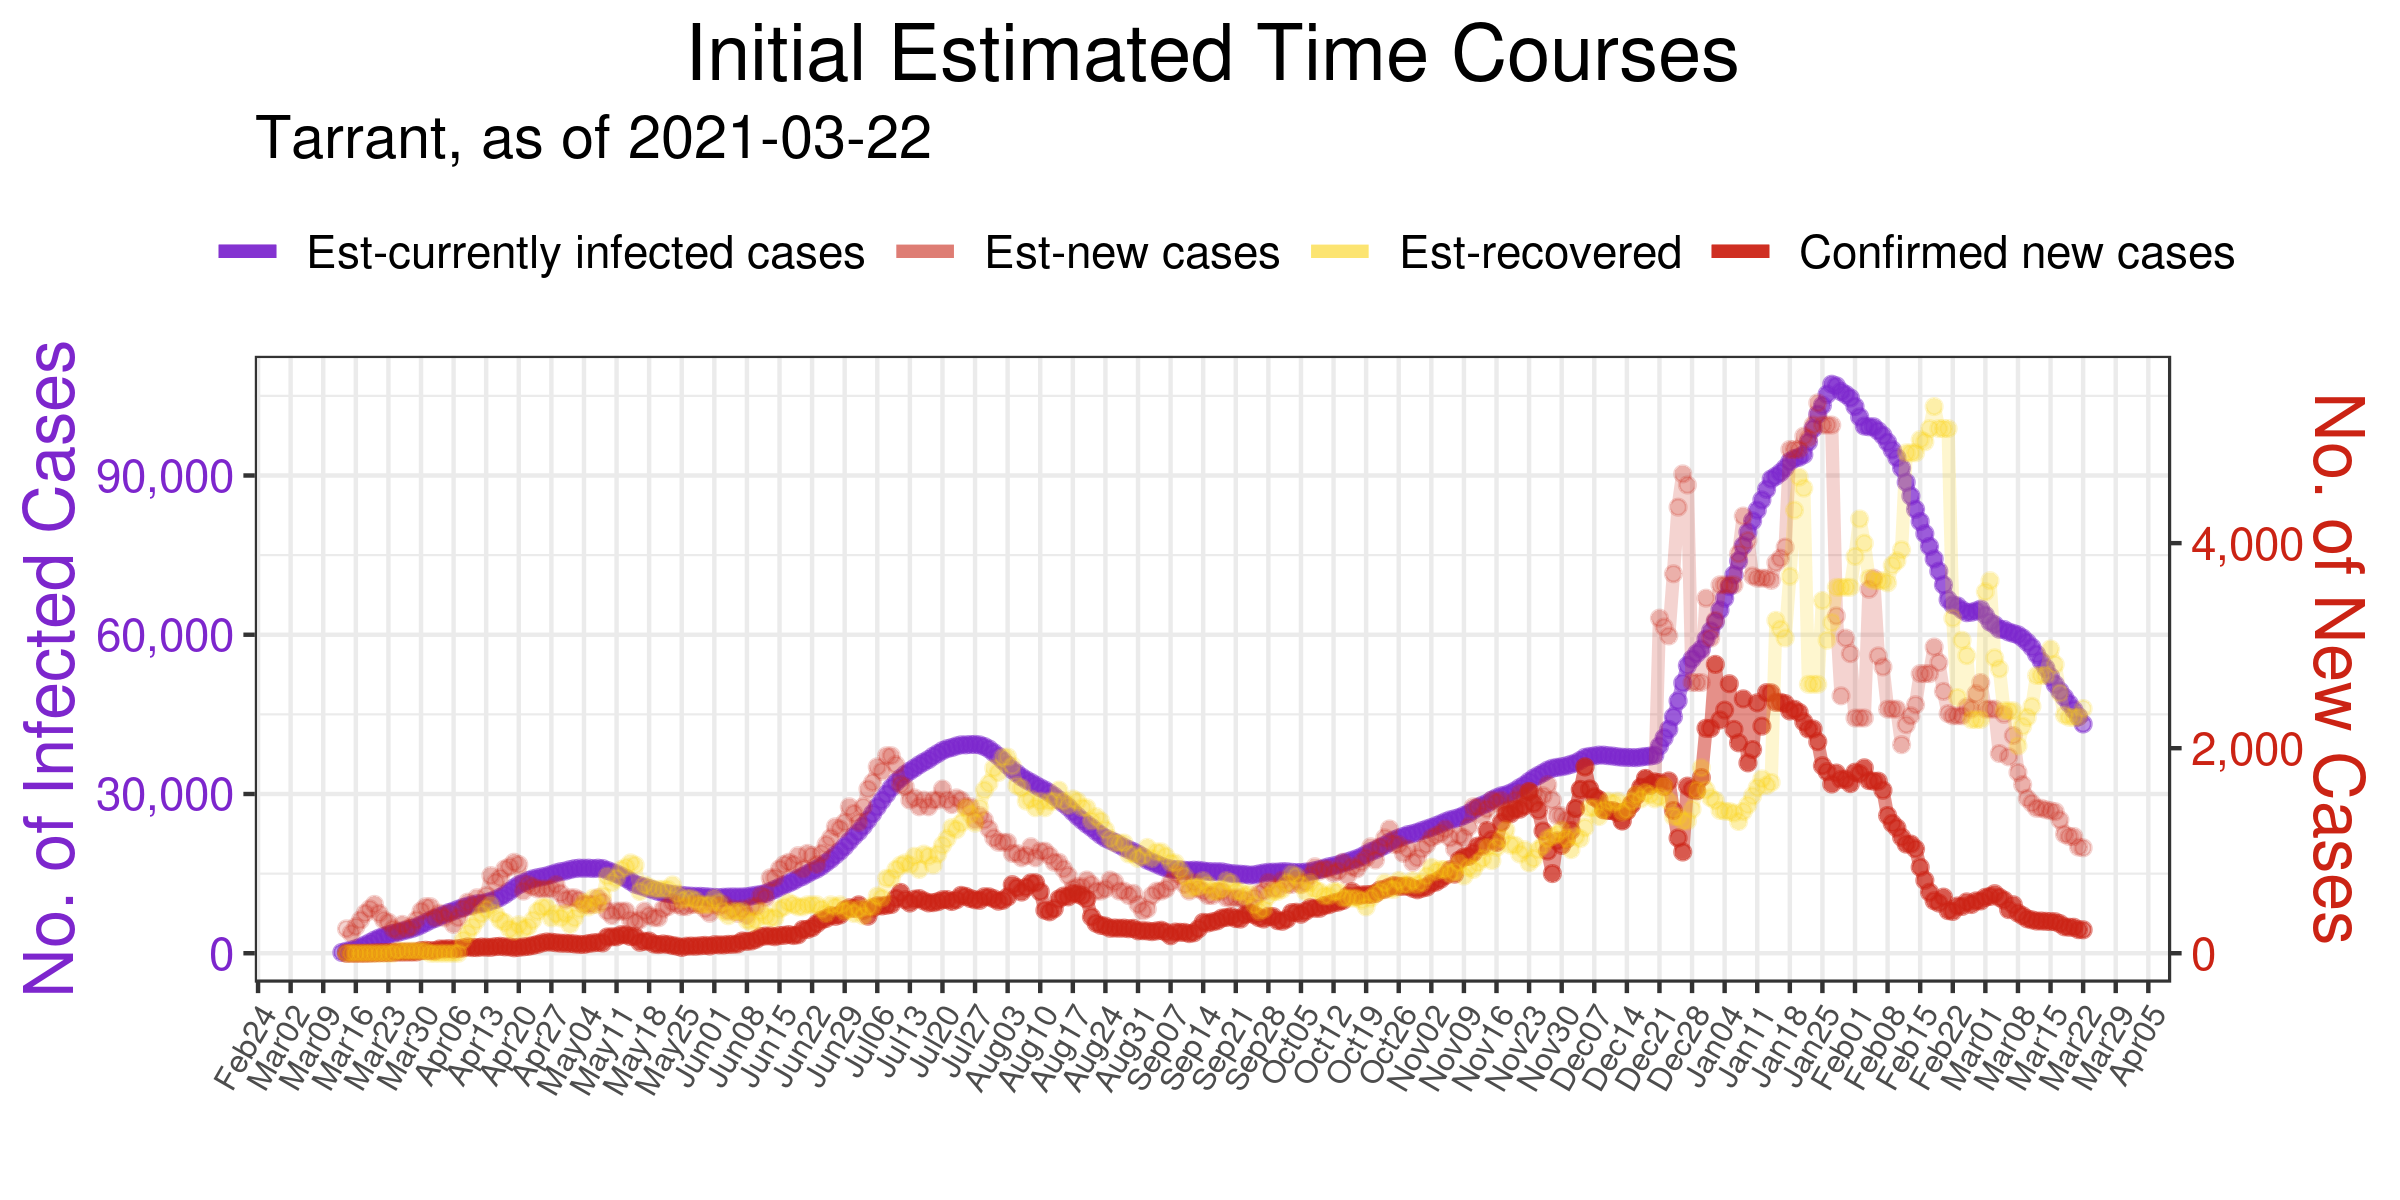 Initial Estimated Time Courses
Tarrant, as of 2021-03-22
Est-currently infected cases Est-new cases Est-recovered Confirmed new cases
No. of Infected Cases
90,000
60,000
30,000
0
4,000
2,000
0
No. of New Cases
Feb24 Mar02 Mar09 Mar16 Mar23 Mar30 Apr06 Apr13 Apr20 Apr27 May04 May11 May18 May25 Jun01 Jun08 Jun15 Jun22 Jun29 Jul06 Jul13 Jul20 Jul27 Aug03 Aug10 Aug17 Aug24 Aug31 Sep07 Sep14 Sep21 Sep28 Oct05 Oct12 Oct19 Oct26 Nov02 Nov09 Nov16 Nov23 Nov30 Dec07 Dec14 Dec21 Dec28 Jan04 Jan11 Jan18 Jan25 Feb01 Feb08 Feb15 Feb22 Mar01 Mar08 Mar15 Mar22 Mar29 Apr05